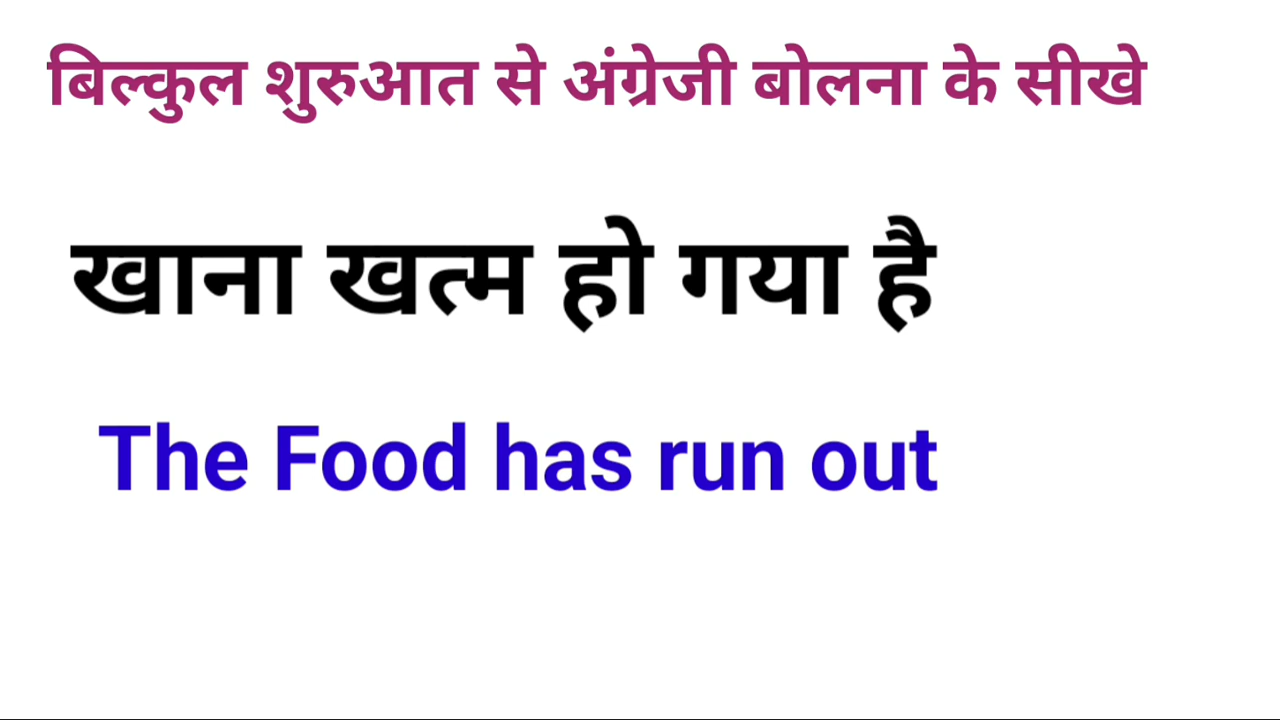 बिल्कुल शुरुआत से अंग्रेजी बोलना के सीखे
खाना खत्म हो गया है
The Food has run out